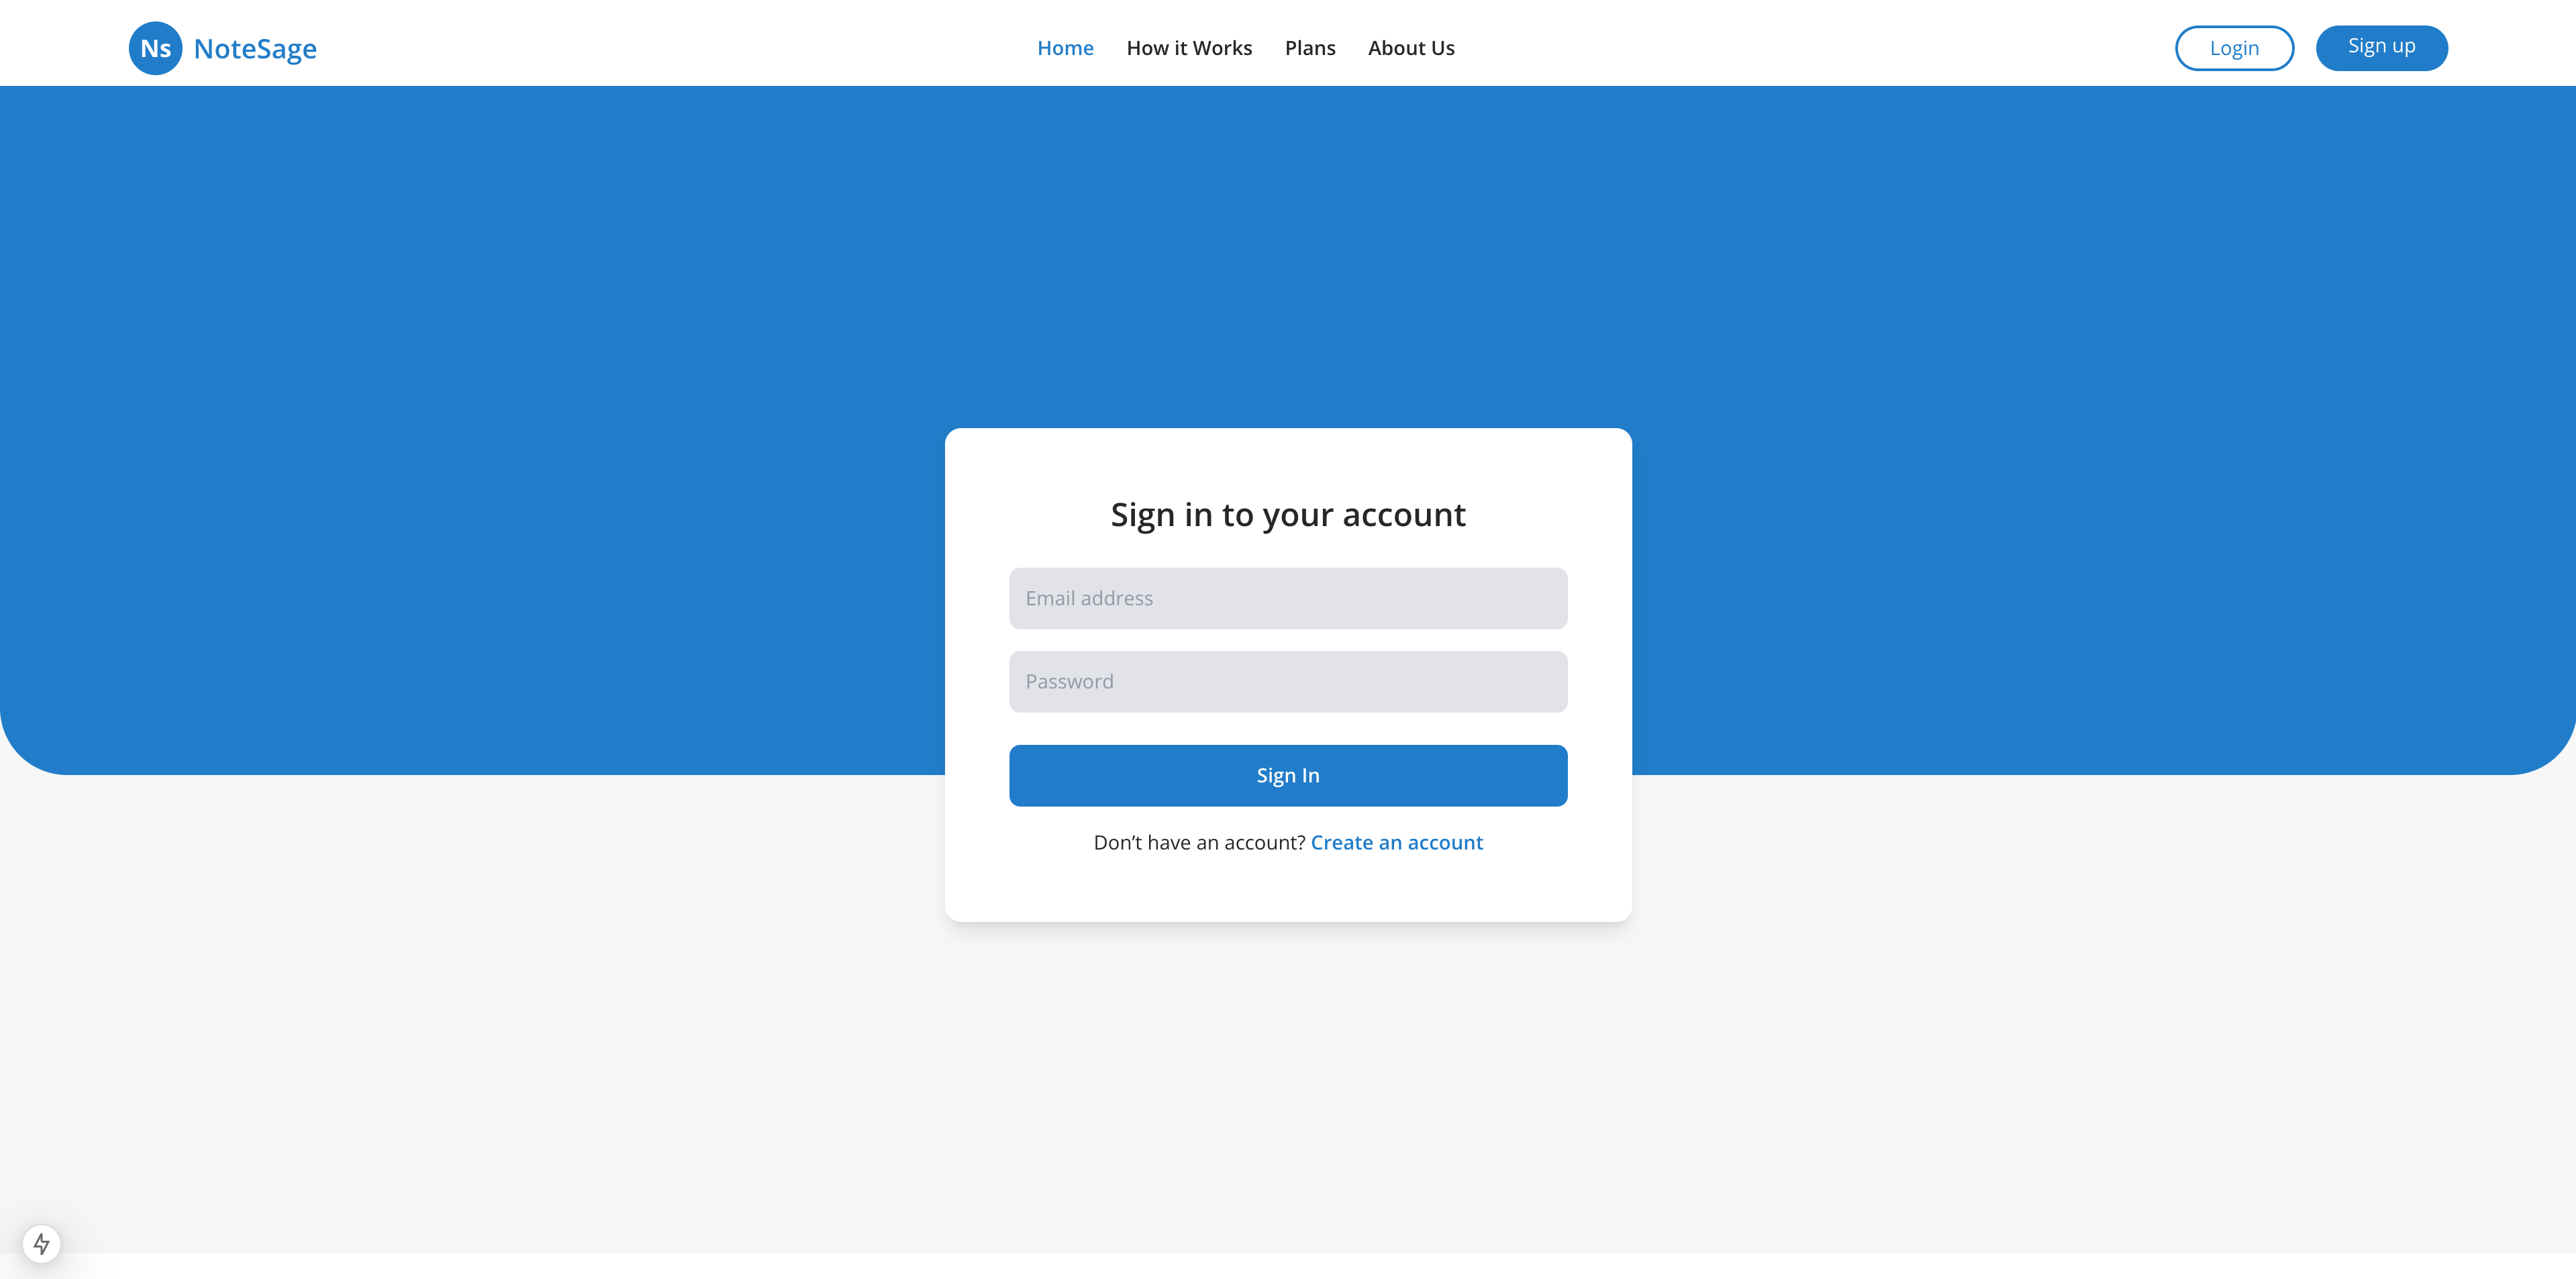 Ns NoteSage
Home How it Works Plans About Us
Login Sign up
Sign in to your account
Email address
Password
Sign In
Don’t have an account? Create an account